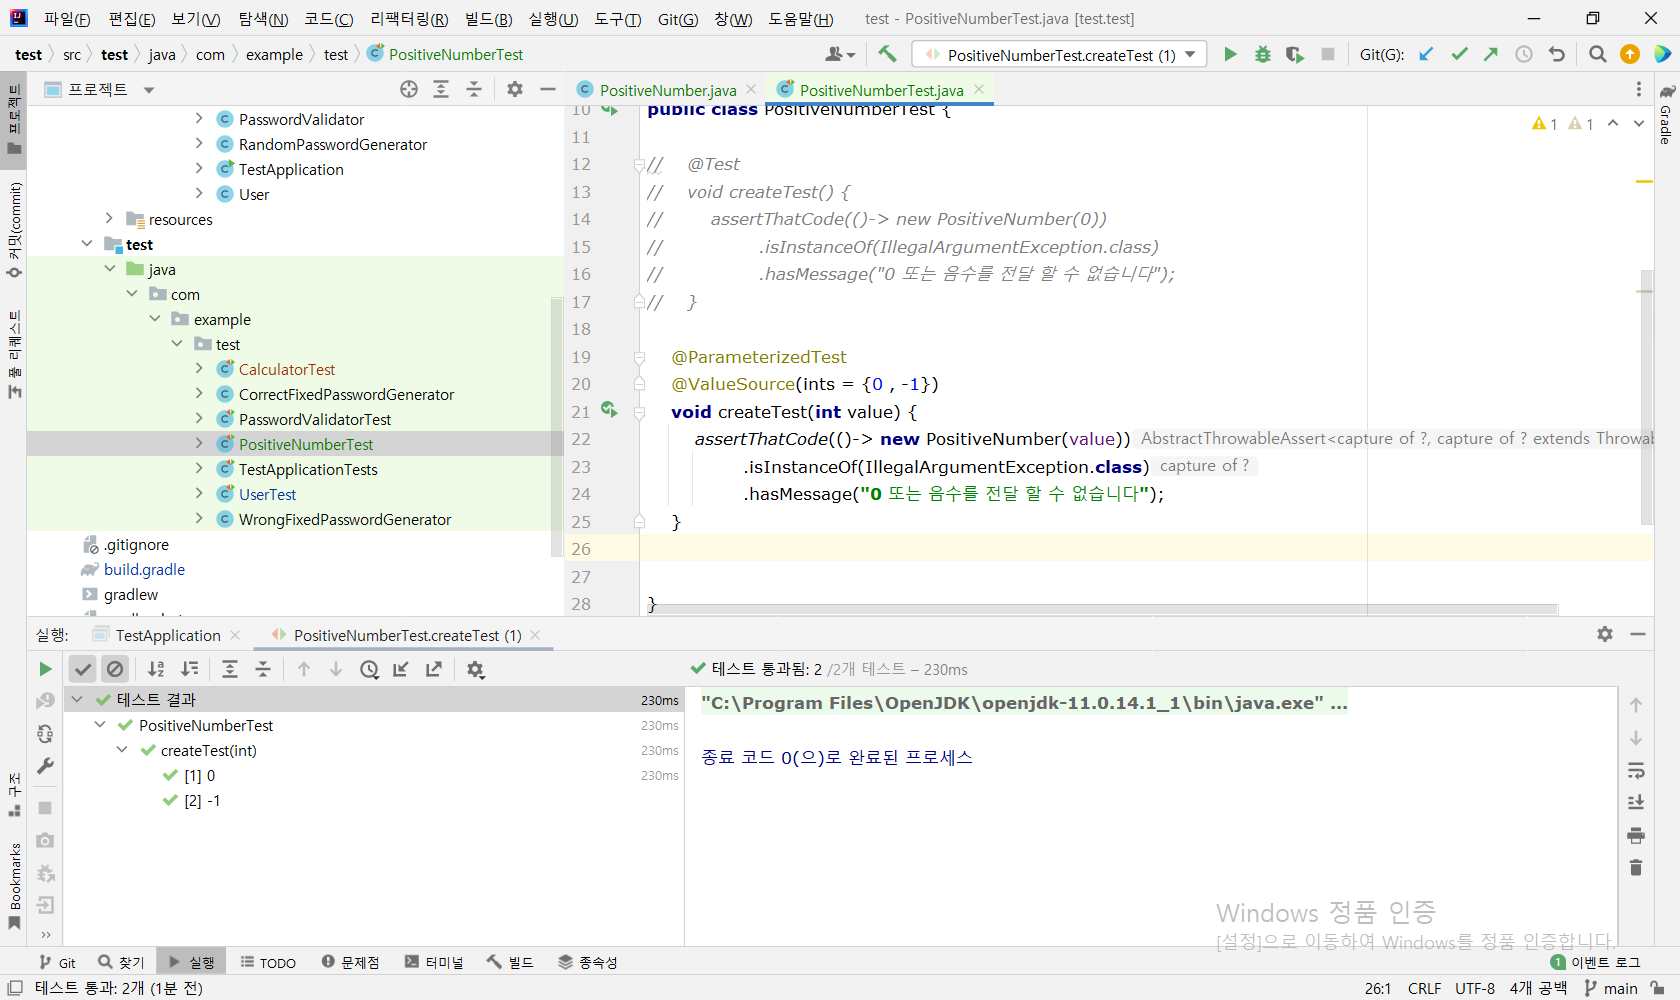 파일(F) 편집(E) 보기(V) 탐색(N) 코드(C) 리팩터링(R) 빌드(B) 실행(U) 도구(T) Git(G) 창(W) 도움말(H) test - PositiveNumberTest.java [test.test]
test src test java com example test PositiveNumberTest PositiveNumberTest.createTest (1) Git(G):
프로젝트
커밋(commit)
풀 리퀘스트
구조
Bookmarks
프로젝트
PasswordValidator
RandomPasswordGenerator
TestApplication
User
resources
test
java
com
example
test
CalculatorTest
CorrectFixedPasswordGenerator
PasswordValidatorTest
PositiveNumberTest
TestApplicationTests
UserTest
WrongFixedPasswordGenerator
.gitignore
build.gradle
gradlew
PositiveNumber.java PositiveNumberTest.java
Gradle
1 1
10 public class PositiveNumberTest {
11
12 // @Test
13 // void createTest() {
14 // assertThatCode(()-> new PositiveNumber(0))
15 // .isInstanceOf(IllegalArgumentException.class)
16 // .hasMessage("0 또는 음수를 전달 할 수 없습니다");
17 // }
18
19 @ParameterizedTest
20 @ValueSource(ints = {0 , -1})
21 void createTest(int value) {
22 assertThatCode(()-> new PositiveNumber(value)) AbstractThrowableAssert<capture of ?, capture of ? extends Throwab
23 .isInstanceOf(IllegalArgumentException.class) capture of ?
24 .hasMessage("0 또는 음수를 전달 할 수 없습니다");
25 }
26
27
28 }
실행: TestApplication PositiveNumberTest.createTest (1)
테스트 통과됨: 2 /2개 테스트 – 230ms
테스트 결과 230ms
PositiveNumberTest 230ms
createTest(int) 230ms
[1] 0 230ms
[2] -1
"C:\Program Files\OpenJDK\openjdk-11.0.14.1_1\bin\java.exe" ...
종료 코드 0(으)로 완료된 프로세스
Windows 정품 인증
[설정]으로 이동하여 Windows를 정품 인증합니다.
Git 찾기 실행 TODO 문제점 터미널 빌드 종속성 1 이벤트 로그
테스트 통과: 2개 (1분 전) 26:1 CRLF UTF-8 4개 공백 main